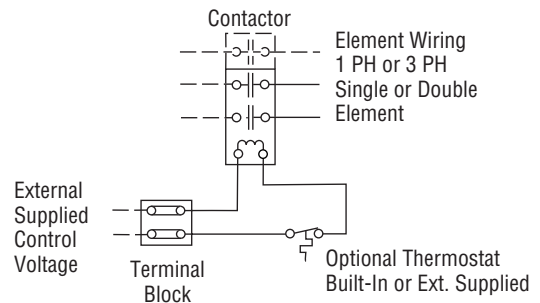 Contactor
Element Wiring
1 PH or 3 PH
Single or Double
Element
External
Supplied
Control
Voltage
Terminal
Block
Optional Thermostat
Built-In or Ext. Supplied